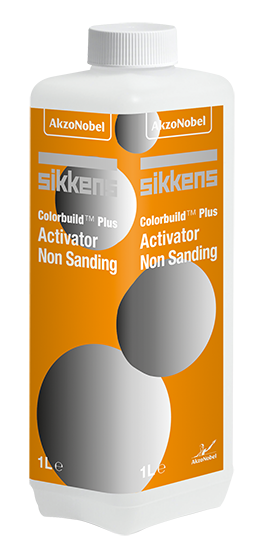 AkzoNobel
sikkens
Colorbuild™ Plus
Activator
Non Sanding
1L℮
AkzoNobel
sikkens
Colorbuild™ Plus
Activator
Non Sanding
1L℮
AkzoNobel